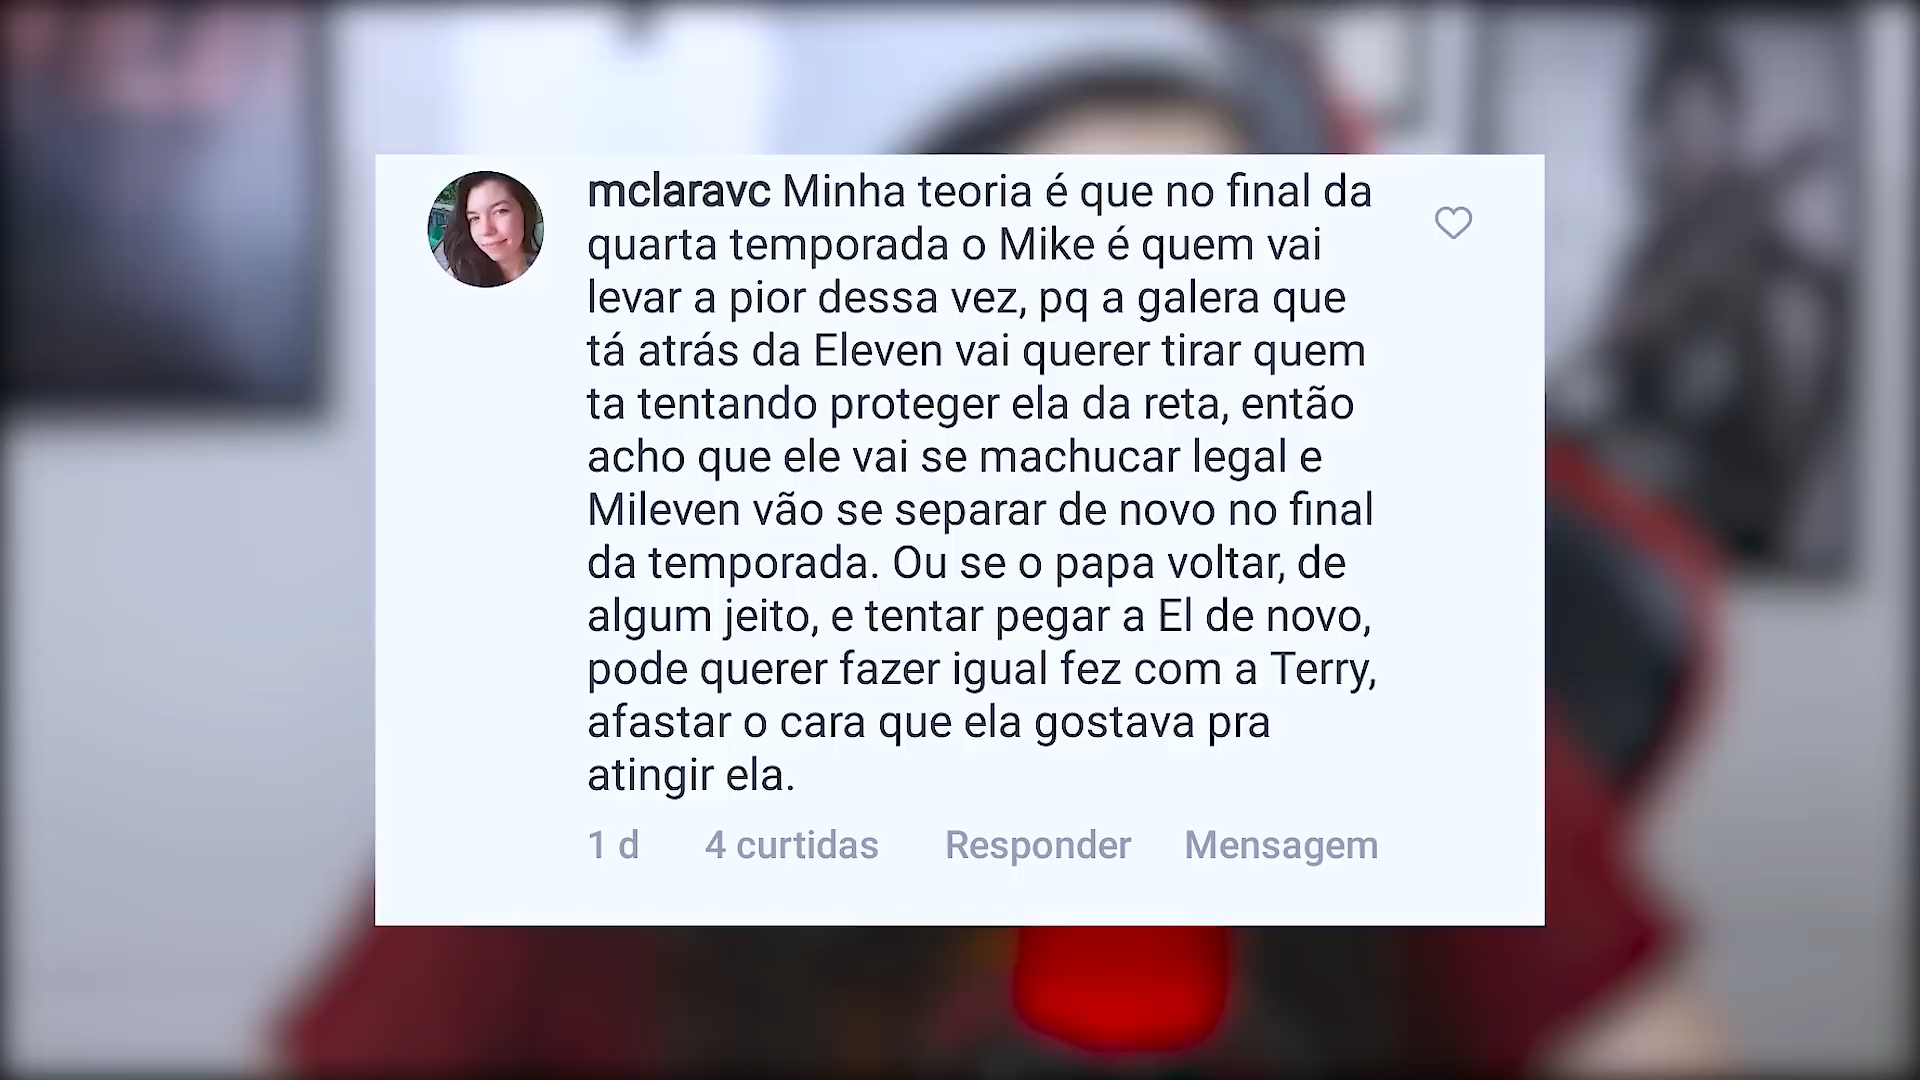 mclaravc Minha teoria é que no final da
quarta temporada o Mike é quem vai
levar a pior dessa vez, pq a galera que
tá atrás da Eleven vai querer tirar quem
ta tentando proteger ela da reta, então
acho que ele vai se machucar legal e
Mileven vão se separar de novo no final
da temporada. Ou se o papa voltar, de
algum jeito, e tentar pegar a El de novo,
pode querer fazer igual fez com a Terry,
afastar o cara que ela gostava pra
atingir ela.
1 d 4 curtidas Responder Mensagem